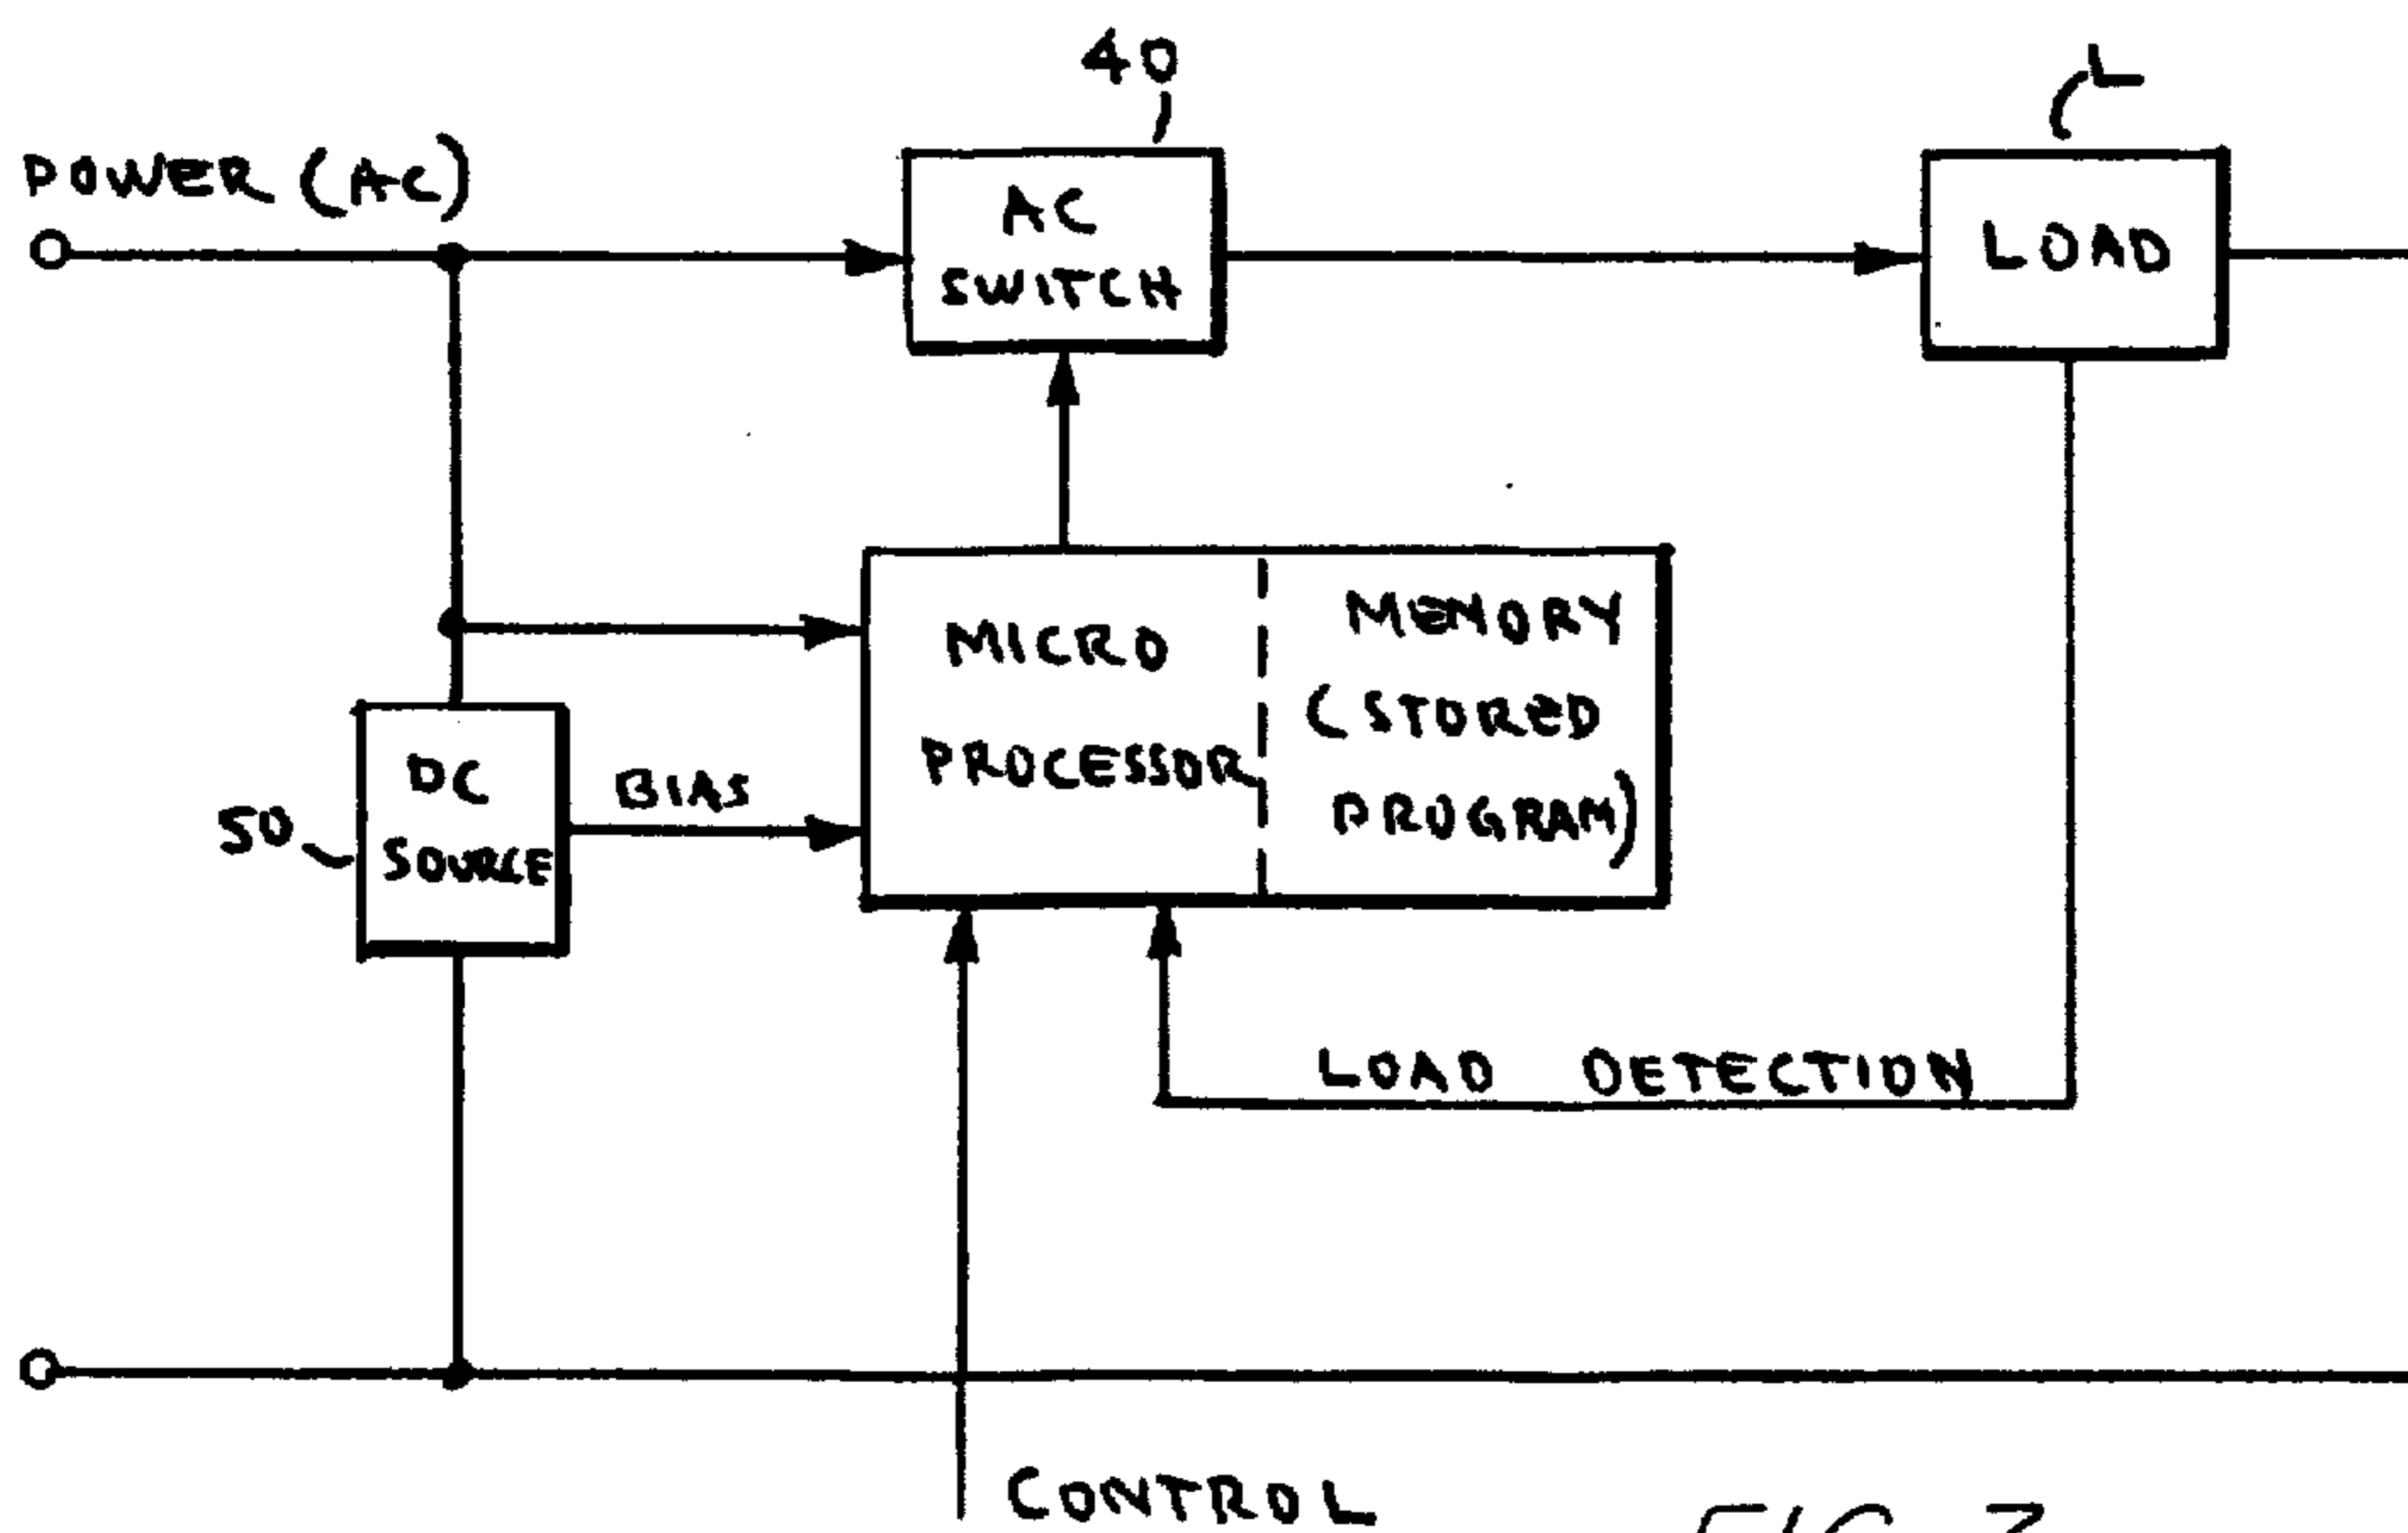 40
L
POWER (AC)
AC
SWITCH
LOAD
MICRO
PROCESSOR
MEMORY
(STORED
PROGRAM)
DC
SOURCE
50
BIAS
LOAD DETECTION
CONTROL